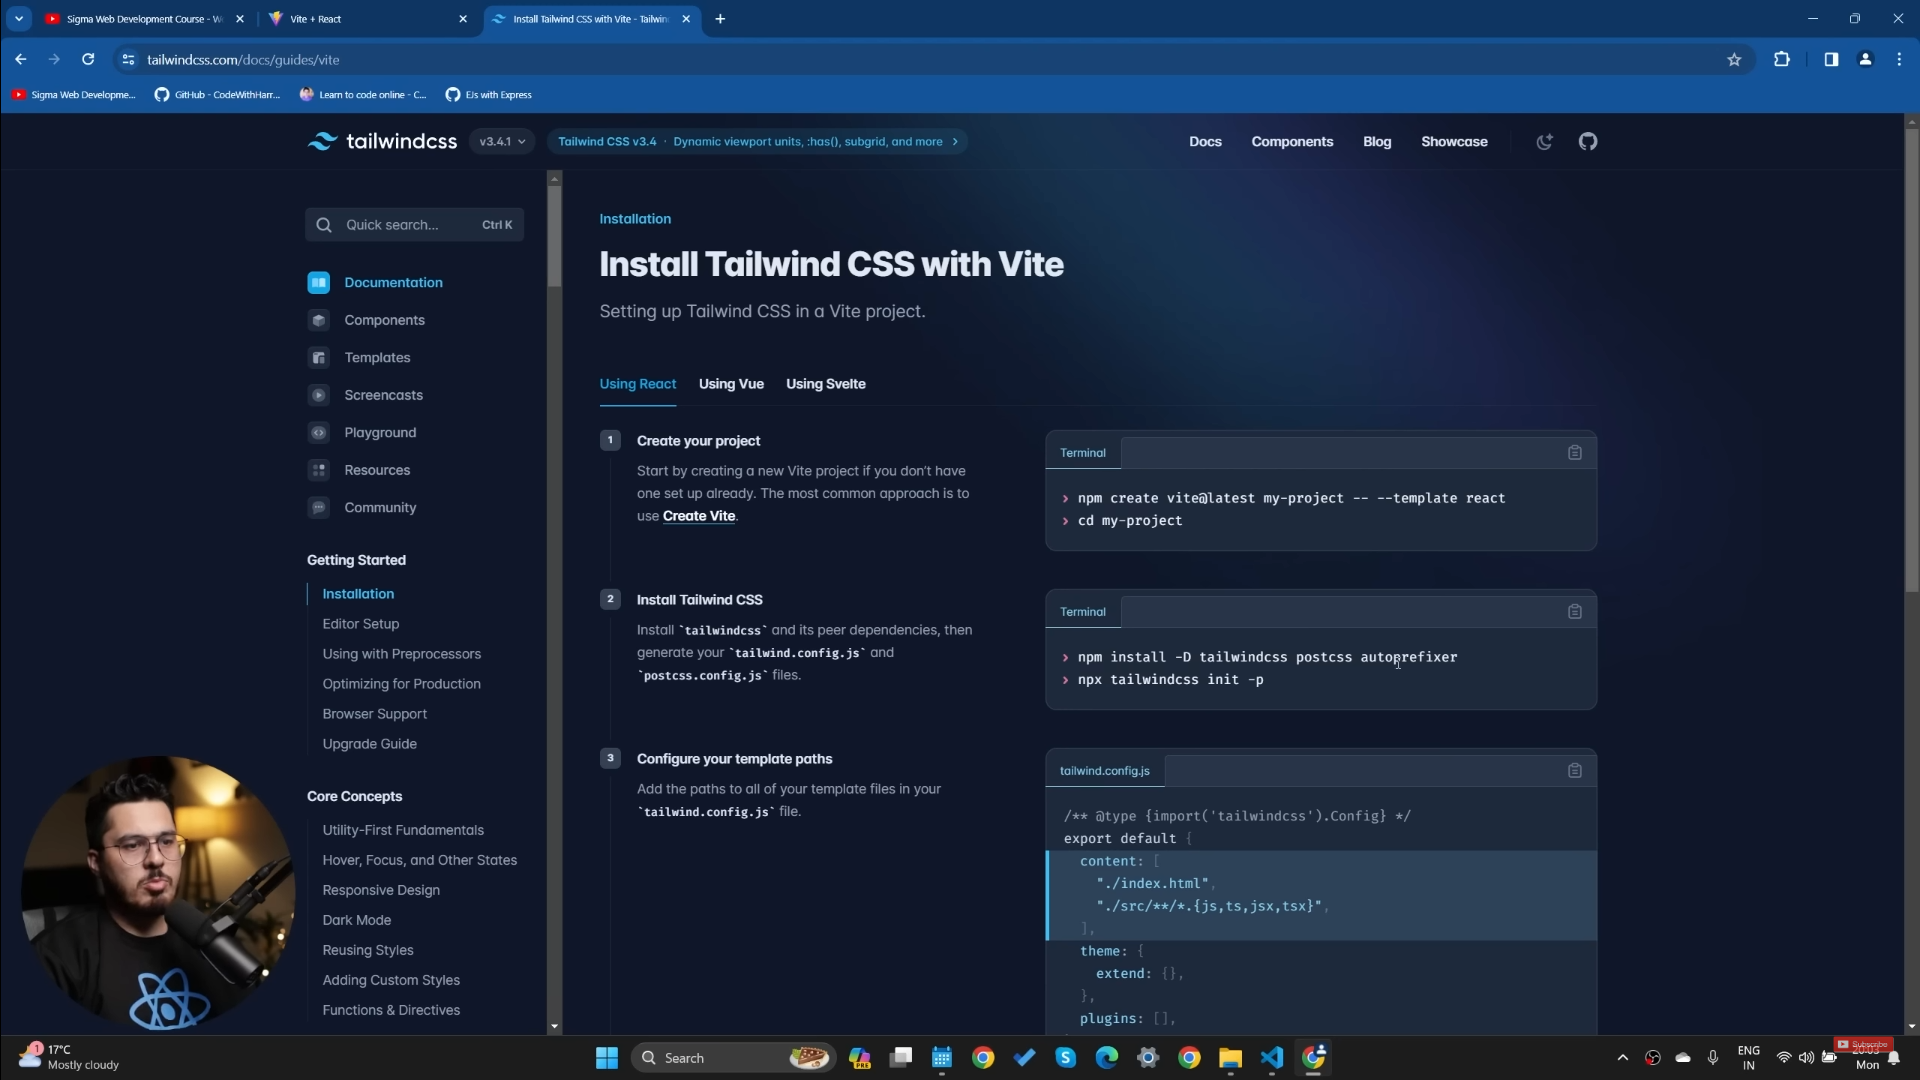 Sigma Web Development Course - W
Vite + React
Install Tailwind CSS with Vite - Tailwin
tailwindcss.com/docs/guides/vite
Sigma Web Developme...
GitHub - CodeWithHarr...
Learn to code online - C...
EJs with Express
tailwindcss
v3.4.1
Tailwind CSS v3.4 · Dynamic viewport units, :has(), subgrid, and more
Docs
Components
Blog
Showcase
Quick search...
Ctrl K
Documentation
Components
Templates
Screencasts
Playground
Resources
Community
Getting Started
Installation
Editor Setup
Using with Preprocessors
Optimizing for Production
Browser Support
Upgrade Guide
Core Concepts
Utility-First Fundamentals
Hover, Focus, and Other States
Responsive Design
Dark Mode
Reusing Styles
Adding Custom Styles
Functions & Directives
Installation
Install Tailwind CSS with Vite
Setting up Tailwind CSS in a Vite project.
Using React
Using Vue
Using Svelte
1
Create your project
Start by creating a new Vite project if you don't have
one set up already. The most common approach is to
use Create Vite.
Terminal
> npm create vite@latest my-project -- --template react
> cd my-project
2
Install Tailwind CSS
Install `tailwindcss` and its peer dependencies, then
generate your `tailwind.config.js` and
`postcss.config.js` files.
Terminal
> npm install -D tailwindcss postcss autoprefixer
> npx tailwindcss init -p
3
Configure your template paths
Add the paths to all of your template files in your
`tailwind.config.js` file.
tailwind.config.js
/** @type {import('tailwindcss').Config} */
export default {
content: [
"./index.html",
"./src/**/*.{js,ts,jsx,tsx}",
],
theme: {
extend: {},
},
plugins: [],
1
17°C
Mostly cloudy
Search
PRE
ENG
IN
Subscribe
Mon